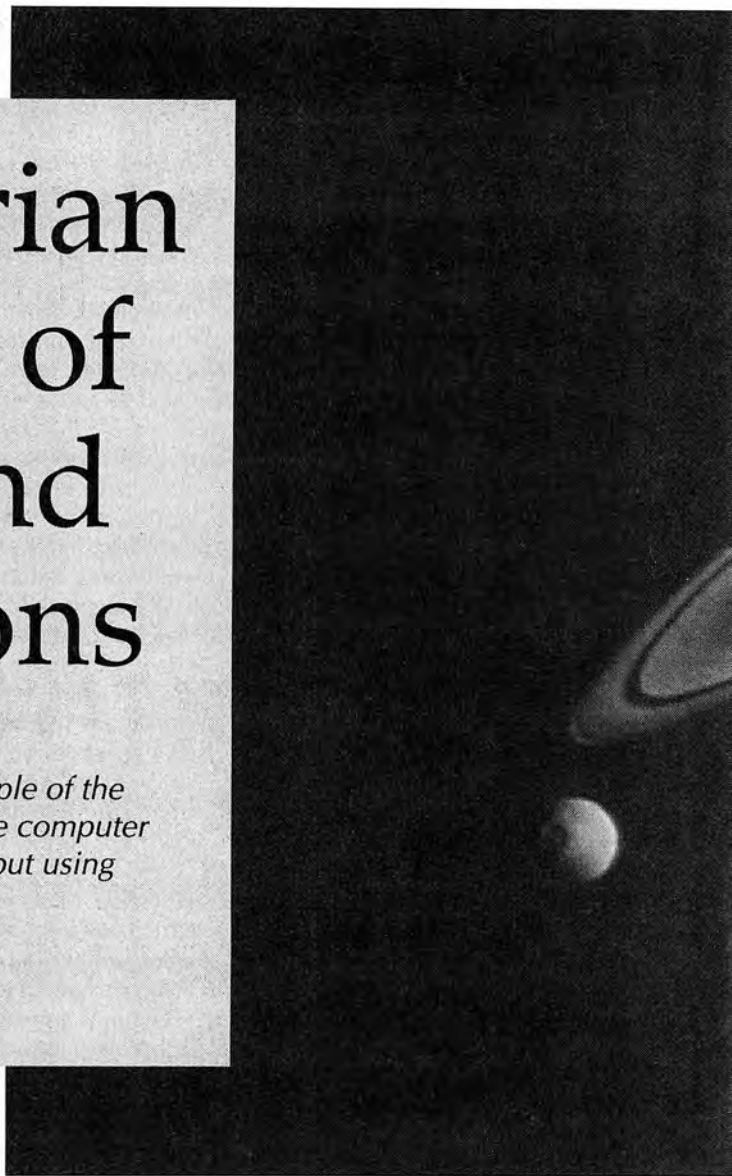 rian
of
nd
ons
ple of the
e computer
out using